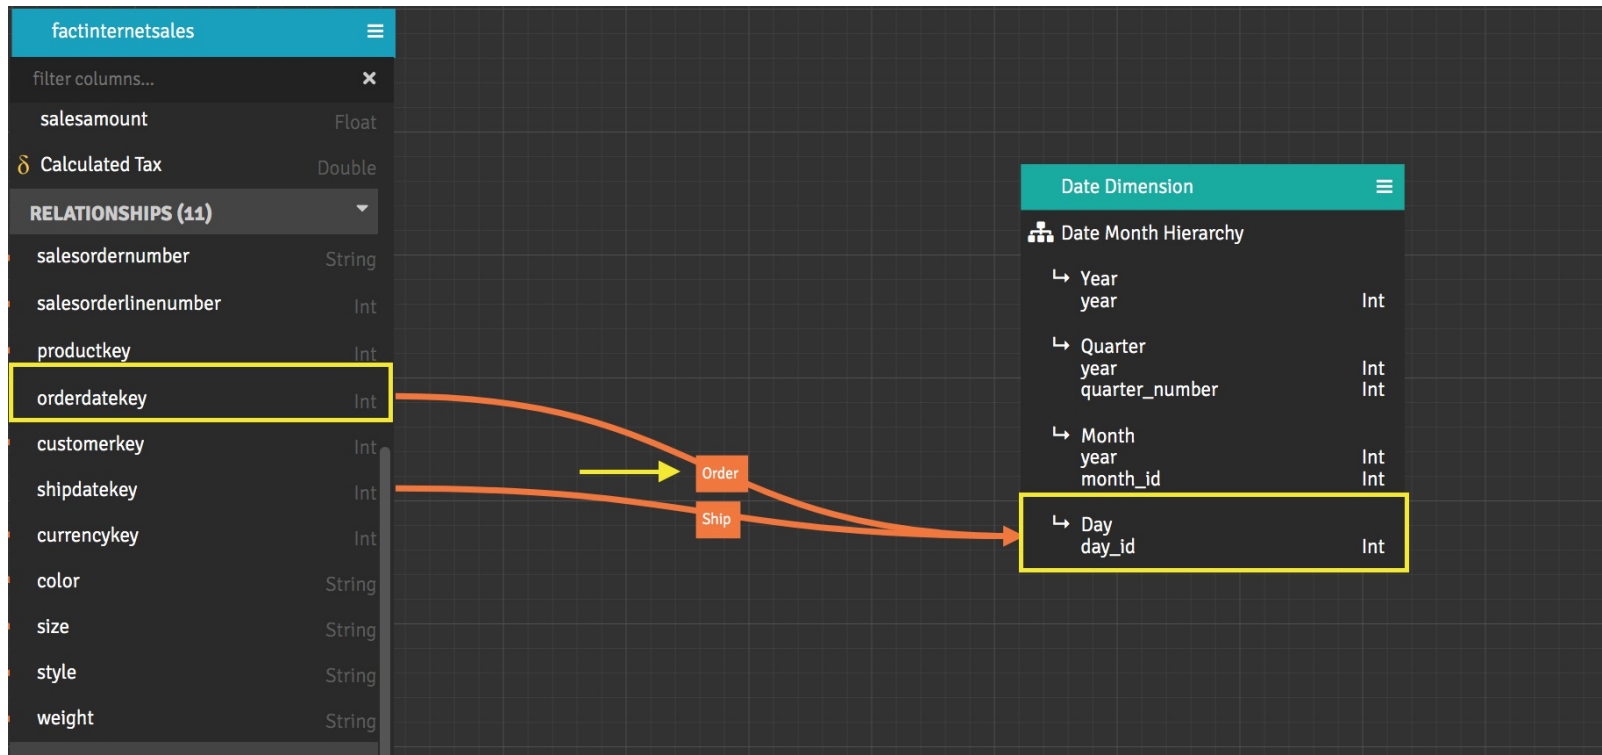 factinternetsales
filter columns...
salesamount Float
δ Calculated Tax Double
RELATIONSHIPS (11)
salesordernumber String
salesorderlinenumber Int
productkey Int
orderdatekey Int
customerkey Int
shipdatekey Int
currencykey Int
color String
size String
style String
weight String
Order
Ship
Date Dimension
Date Month Hierarchy
Year
year Int
Quarter
year Int
quarter_number Int
Month
year Int
month_id Int
Day
day_id Int